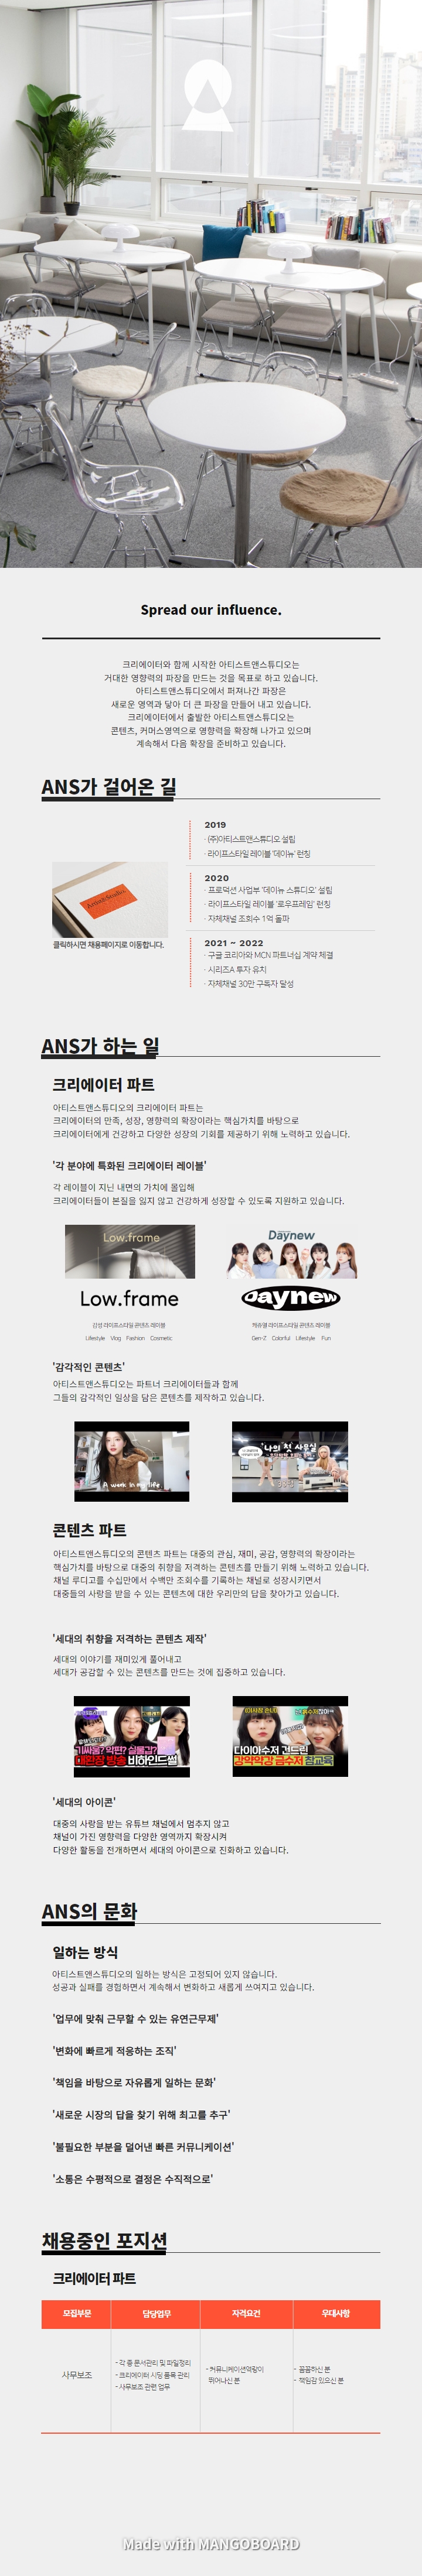 Spread our influence.
크리에이터와 함께 시작한 아티스트앤스튜디오는
거대한 영향력의 파장을 만드는 것을 목표로 하고 있습니다.
아티스트앤스튜디오에서 퍼져나간 파장은
새로운 영역과 닿아 더 큰 파장을 만들어 내고 있습니다.
크리에이터에서 출발한 아티스트앤스튜디오는
콘텐츠, 커머스영역으로 영향력을 확장해 나가고 있으며
계속해서 다음 확장을 준비하고 있습니다.
ANS가 걸어온 길
2019
· (주)아티스트앤스튜디오 설립
· 라이프스타일 레이블 '데이뉴' 런칭
2020
· 프로덕션 사업부 '데이뉴 스튜디오' 설립
· 라이프스타일 레이블 '로우프레임' 런칭
· 자체채널 조회수 1억 돌파
클릭하시면 채용페이지로 이동합니다.
2021 ~ 2022
· 구글 코리아와 MCN 파트너십 계약 체결
· 시리즈A 투자 유치
· 자체채널 30만 구독자 달성
ANS가 하는 일
크리에이터 파트
아티스트앤스튜디오의 크리에이터 파트는
크리에이터의 만족, 성장, 영향력의 확장이라는 핵심가치를 바탕으로
크리에이터에게 건강하고 다양한 성장의 기회를 제공하기 위해 노력하고 있습니다.
'각 분야에 특화된 크리에이터 레이블'
각 레이블이 지닌 내면의 가치에 몰입해
크리에이터들이 본질을 잃지 않고 건강하게 성장할 수 있도록 지원하고 있습니다.
Low.frame
Daynew
Low.frame
Daynew
감성 라이프스타일 콘텐츠 레이블
캐쥬얼 라이프스타일 콘텐츠 레이블
Lifestyle Vlog Fashion Cosmetic
Gen-Z Colorful Lifestyle Fun
'감각적인 콘텐츠'
아티스트앤스튜디오는 파트너 크리에이터들과 함께
그들의 감각적인 일상을 담은 콘텐츠를 제작하고 있습니다.
A week in my life
'나의 첫 사무실
콘텐츠 파트
아티스트앤스튜디오의 콘텐츠 파트는 대중의 관심, 재미, 공감, 영향력의 확장이라는
핵심가치를 바탕으로 대중의 취향을 저격하는 콘텐츠를 만들기 위해 노력하고 있습니다.
채널 루디고를 수십만에서 수백만 조회수를 기록하는 채널로 성장시키면서
대중들의 사랑을 받을 수 있는 콘텐츠에 대한 우리만의 답을 찾아가고 있습니다.
'세대의 취향을 저격하는 콘텐츠 제작'
세대의 이야기를 재미있게 풀어내고
세대가 공감할 수 있는 콘텐츠를 만드는 것에 집중하고 있습니다.
기싸움? 악편? 실물갑?
대환장 방송 비하인드썰
다이아수저 건드린
강약약강 금수저 참교육
'세대의 아이콘'
대중의 사랑을 받는 유튜브 채널에서 멈추지 않고
채널이 가진 영향력을 다양한 영역까지 확장시켜
다양한 활동을 전개하면서 세대의 아이콘으로 진화하고 있습니다.
ANS의 문화
일하는 방식
아티스트앤스튜디오의 일하는 방식은 고정되어 있지 않습니다.
성공과 실패를 경험하면서 계속해서 변화하고 새롭게 쓰여지고 있습니다.
'업무에 맞춰 근무할 수 있는 유연근무제'
'변화에 빠르게 적응하는 조직'
'책임을 바탕으로 자유롭게 일하는 문화'
'새로운 시장의 답을 찾기 위해 최고를 추구'
'불필요한 부분을 덜어낸 빠른 커뮤니케이션'
'소통은 수평적으로 결정은 수직적으로'
채용중인 포지션
크리에이터 파트
모집부문 담당업무 자격요건 우대사항
사무보조
- 각 종 문서관리 및 파일정리
- 크리에이터 시딩 품목 관리
- 사무보조 관련 업무
- 커뮤니케이션역량이
뛰어나신 분
- 꼼꼼하신 분
- 책임감 있으신 분
Made with MANGOBOARD